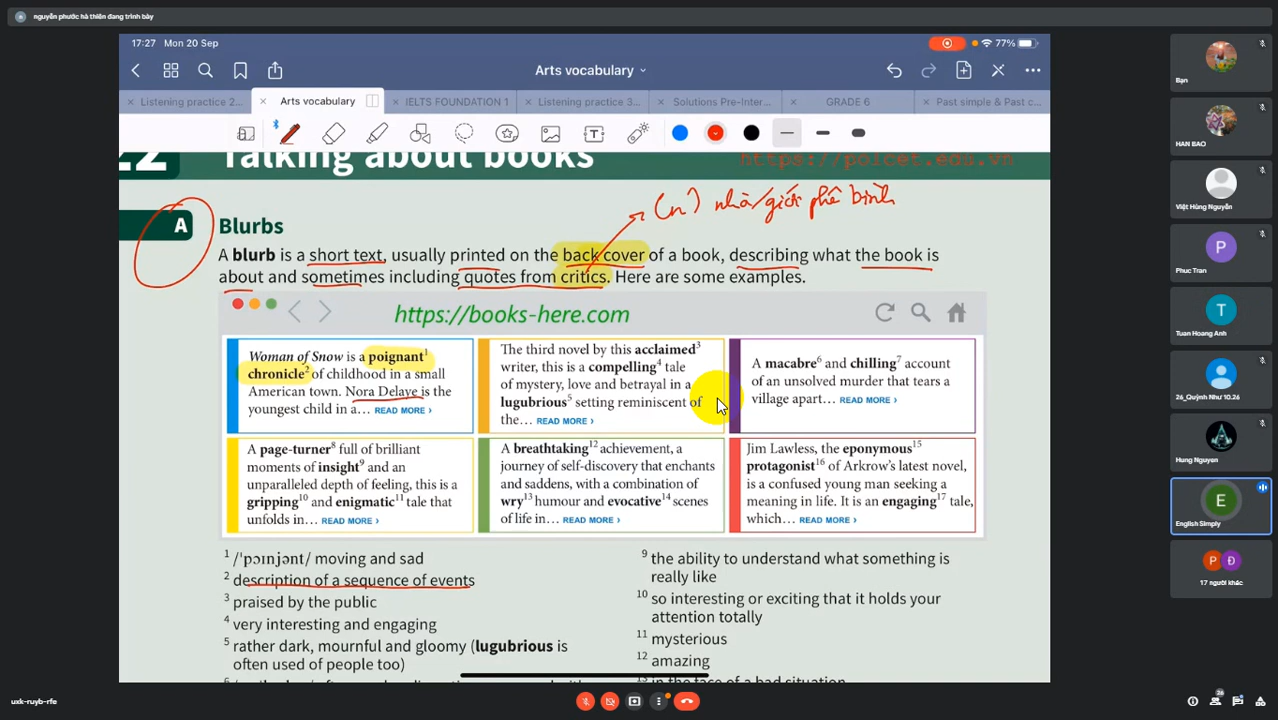 nguyễn phước hà thiên đang trình bày
17:27 Mon 20 Sep
77%
Arts vocabulary
Listening practice 2...
Arts vocabulary
IELTS FOUNDATION 1
Listening practice 3...
Solutions Pre-Inter...
GRADE 6
Past simple & Past c...
22 Talking about books
https://polcet.eds.vn
(n) nhà/giới phê bình
A Blurbs
A blurb is a short text, usually printed on the back cover of a book, describing what the book is
about and sometimes including quotes from critics. Here are some examples.
https://books-here.com
Woman of Snow is a poignant1
chronicle2 of childhood in a small
American town. Nora Delaye is the
youngest child in a... READ MORE >
The third novel by this acclaimed3
writer, this is a compelling4 tale
of mystery, love and betrayal in a
lugubrious5 setting reminiscent of
the... READ MORE >
A macabre6 and chilling7 account
of an unsolved murder that tears a
village apart... READ MORE >
A page-turner8 full of brilliant
moments of insight9 and an
unparalleled depth of feeling, this is a
gripping10 and enigmatic11 tale that
unfolds in... READ MORE >
A breathtaking12 achievement, a
journey of self-discovery that enchants
and saddens, with a combination of
wry13 humour and evocative14 scenes
of life in... READ MORE >
Jim Lawless, the eponymous15
protagonist16 of Arkrow's latest novel,
is a confused young man seeking a
meaning in life. It is an engaging17 tale,
which... READ MORE >
1 /ˈpɔɪnjənt/ moving and sad
2 description of a sequence of events
3 praised by the public
4 very interesting and engaging
5 rather dark, mournful and gloomy (lugubrious is
often used of people too)
9 the ability to understand what something is
really like
10 so interesting or exciting that it holds your
attention totally
11 mysterious
12 amazing
13 in the face of a bad situation
Bạn
HAN BAO
Việt Hùng Nguyễn
Phuc Tran
Tuan Hoang Anh
26_Quỳnh Như 10.26
Hung Nguyen
English Simply
17 người khác
P
T
E
P
Đ
uxk-ruyb-rfe
26